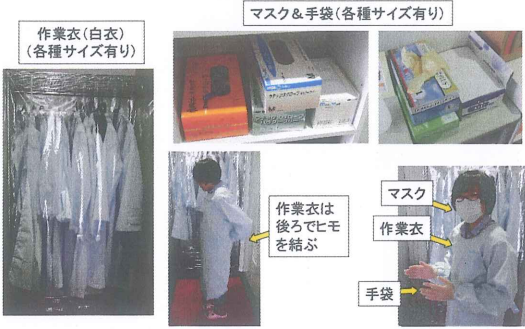 作業衣(白衣)
(各種サイズ有り)
マスク&手袋(各種サイズ有り)
作業衣は
後ろでヒモ
を結ぶ
マスク
作業衣
手袋